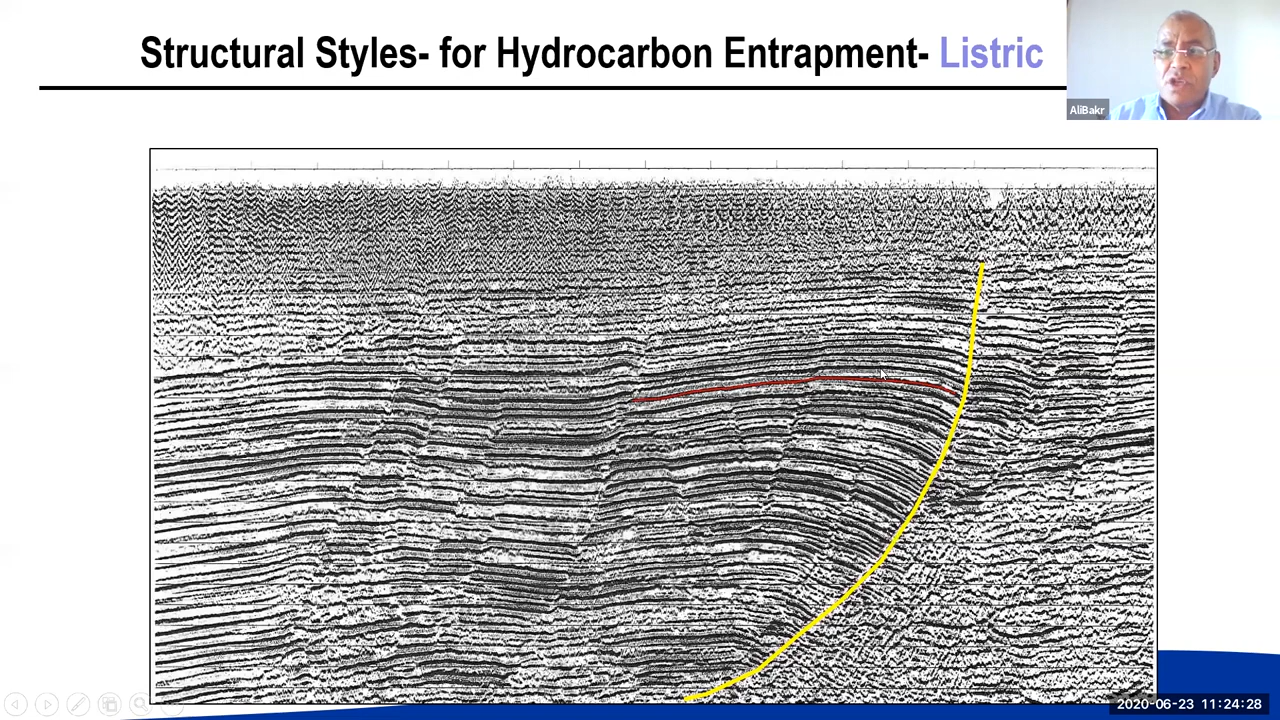 Structural Styles- for Hydrocarbon Entrapment- Listric
AliBakr
2020-06-23 11:24:28